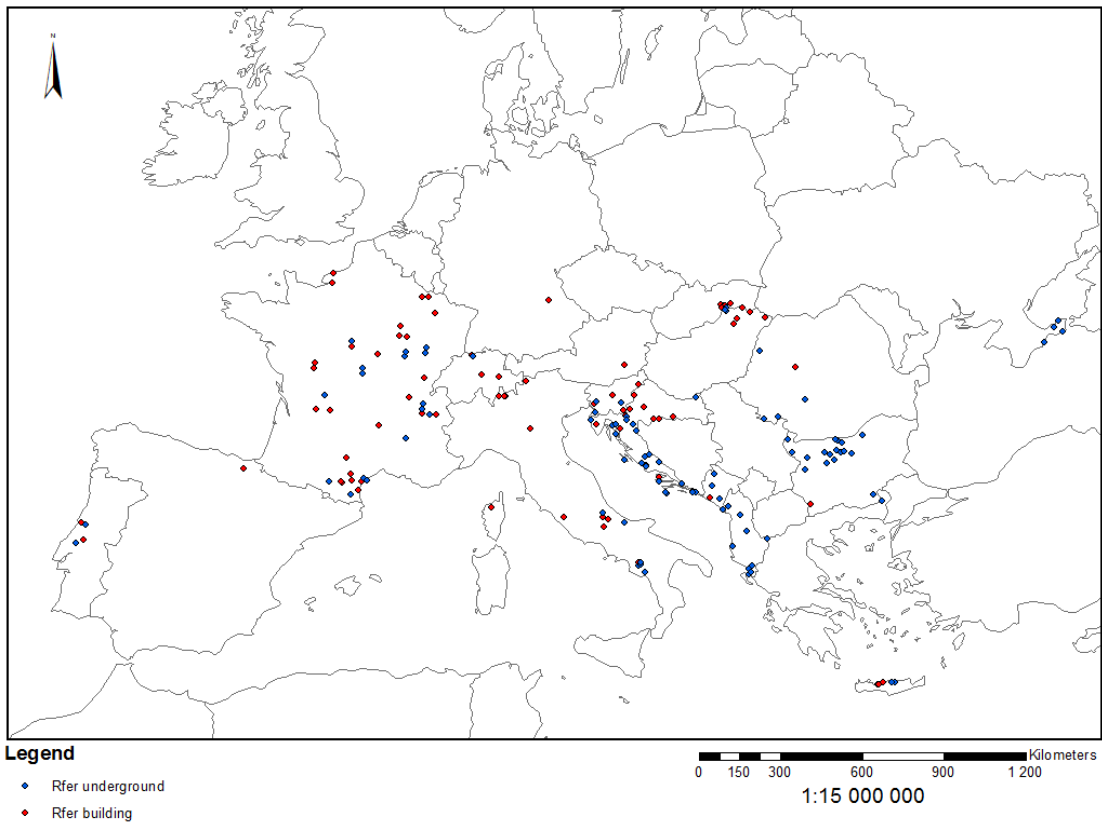 N
Legend
Rfer underground
Rfer building
Kilometers
0 150 300 600 900 1 200
1:15 000 000